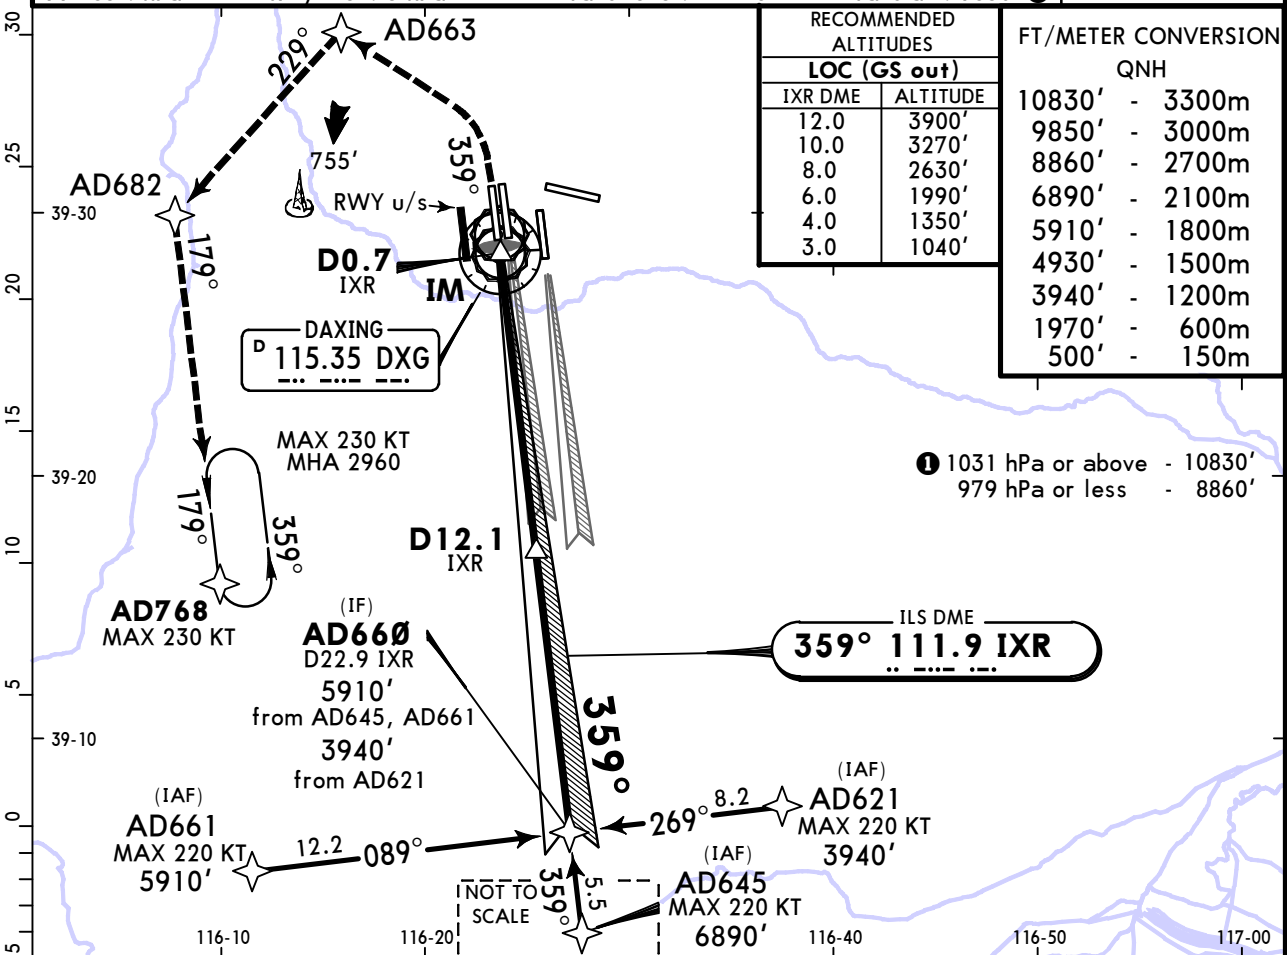 30
25
20
15
10
5
0
5
39-30
39-20
39-10
116-10
116-20
116-40
116-50
117-00
AD663
229°
755'
359°
RWY u/s
AD682
179°
D0.7
IXR
IM
DAXING
D 115.35 DXG
MAX 230 KT
MHA 2960
179°
359°
AD768
MAX 230 KT
D12.1
IXR
(IF)
AD66Ø
D22.9 IXR
5910'
from AD645, AD661
3940'
from AD621
359°
ILS DME
359° 111.9 IXR
(IAF)
AD661
MAX 220 KT
5910'
12.2
089°
(IAF)
AD621
MAX 220 KT
3940'
8.2
269°
(IAF)
AD645
MAX 220 KT
6890'
5.5
359°
NOT TO
SCALE
RECOMMENDED
ALTITUDES
LOC (GS out)
IXR DME ALTITUDE
12.0 3900'
10.0 3270'
8.0 2630'
6.0 1990'
4.0 1350'
3.0 1040'
FT/METER CONVERSION
QNH
10830' - 3300m
9850' - 3000m
8860' - 2700m
6890' - 2100m
5910' - 1800m
4930' - 1500m
3940' - 1200m
1970' - 600m
500' - 150m
❶ 1031 hPa or above - 10830'
979 hPa or less - 8860'